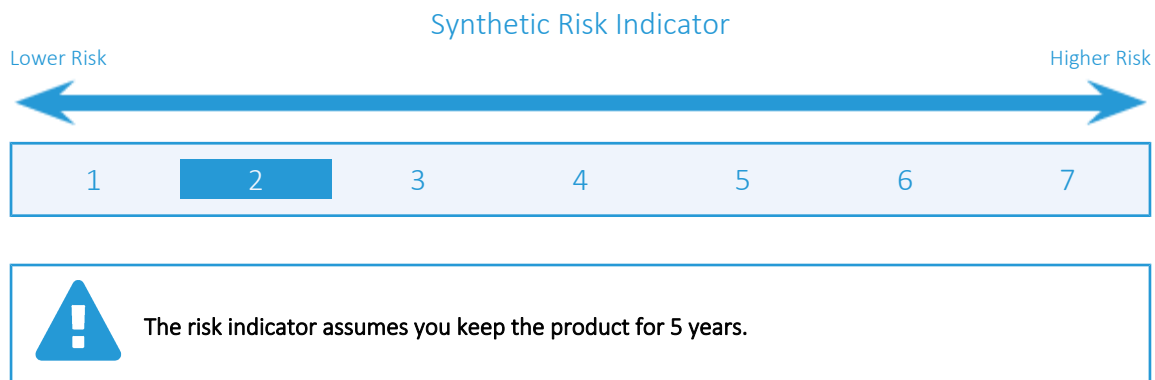 Synthetic Risk Indicator
Lower Risk Higher Risk
1 2 3 4 5 6 7
The risk indicator assumes you keep the product for 5 years.